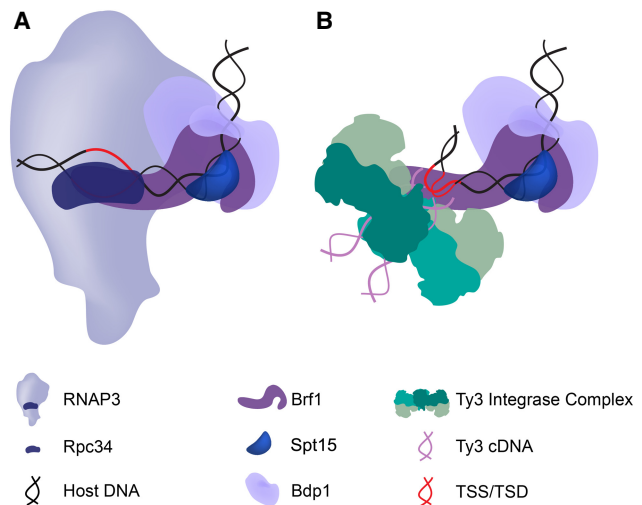 A
B
RNAP3
Brf1
Ty3 Integrase Complex
Rpc34
Spt15
Ty3 cDNA
Host DNA
Bdp1
TSS/TSD